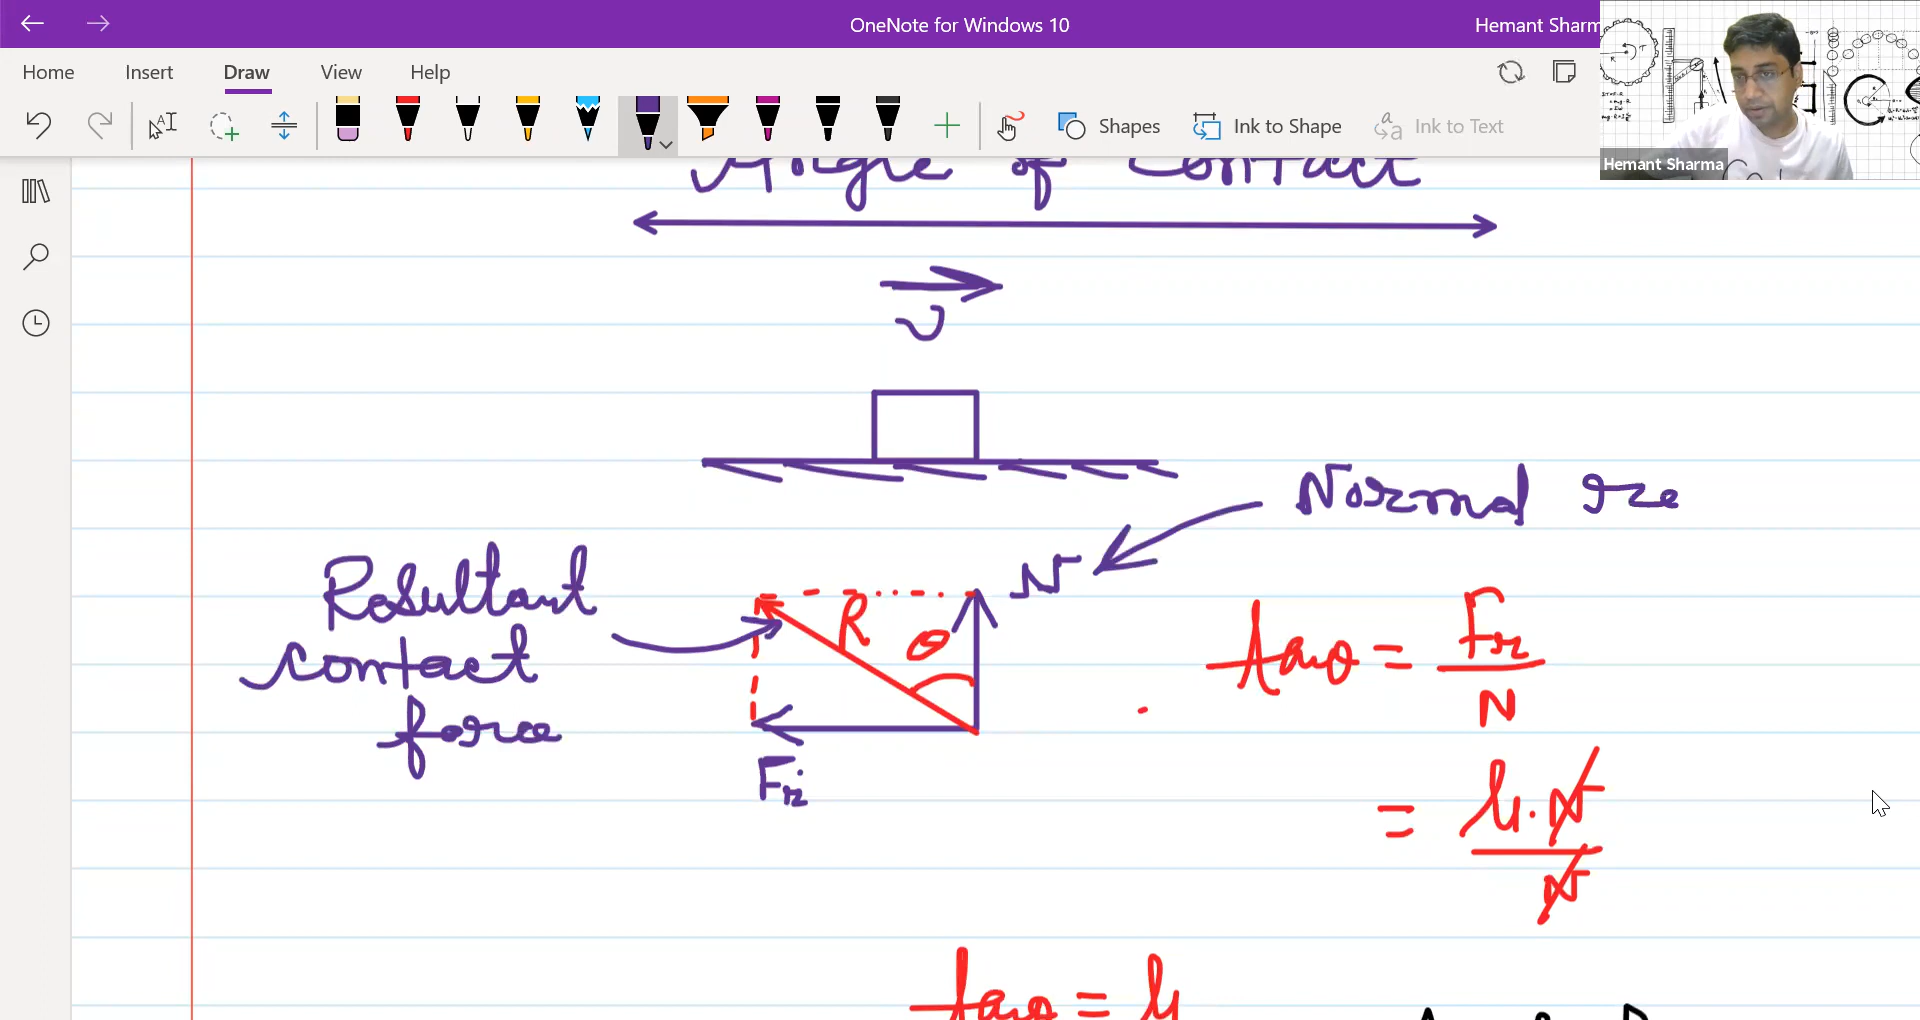 OneNote for Windows 10
Hemant Sharm
Home Insert Draw View Help
Shapes Ink to Shape Ink to Text
Hemant Sharma
Angle of Contact
υ
Normal re
N
Resultant
contact
force
R θ
Fr
tanθ = Fr
N
= μ.N
N
tanθ = μ